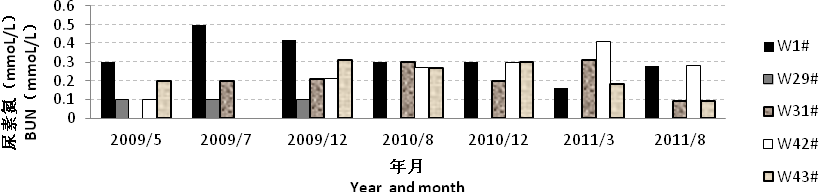 尿素氮（mmoL/L）
BUN（mmoL/L）
0.6
0.5
0.4
0.3
0.2
0.1
0
2009/5 2009/7 2009/12 2010/8 2010/12 2011/3 2011/8
年月
Year and month
W1#
W29#
W31#
W42#
W43#